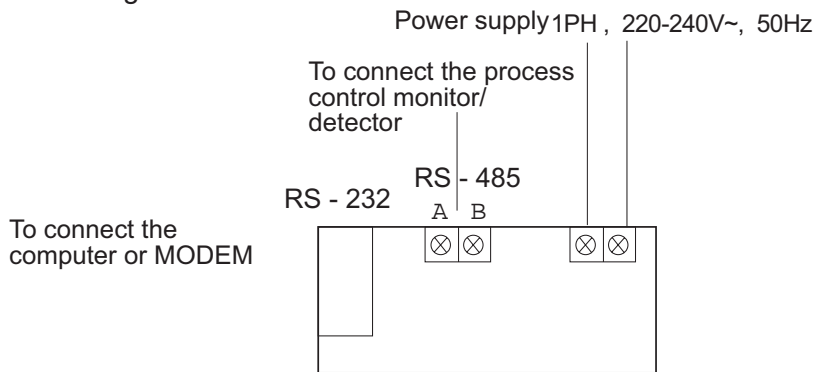 Power supply 1PH , 220-240V~, 50Hz
To connect the process
control monitor/
detector
RS - 485
RS - 232
A B
To connect the
computer or MODEM